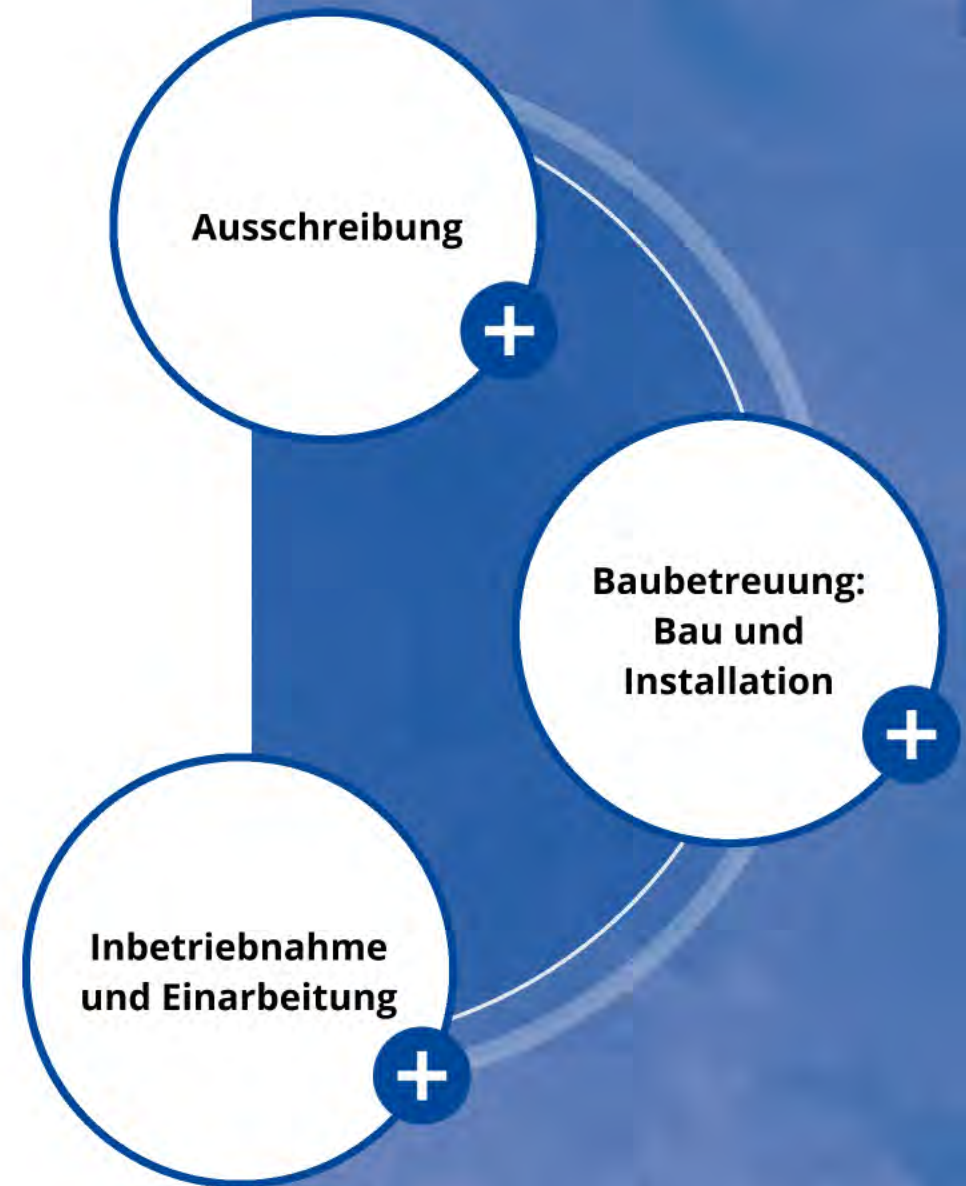 Ausschreibung
Baubetreuung:
Bau und
Installation
Inbetriebnahme
und Einarbeitung